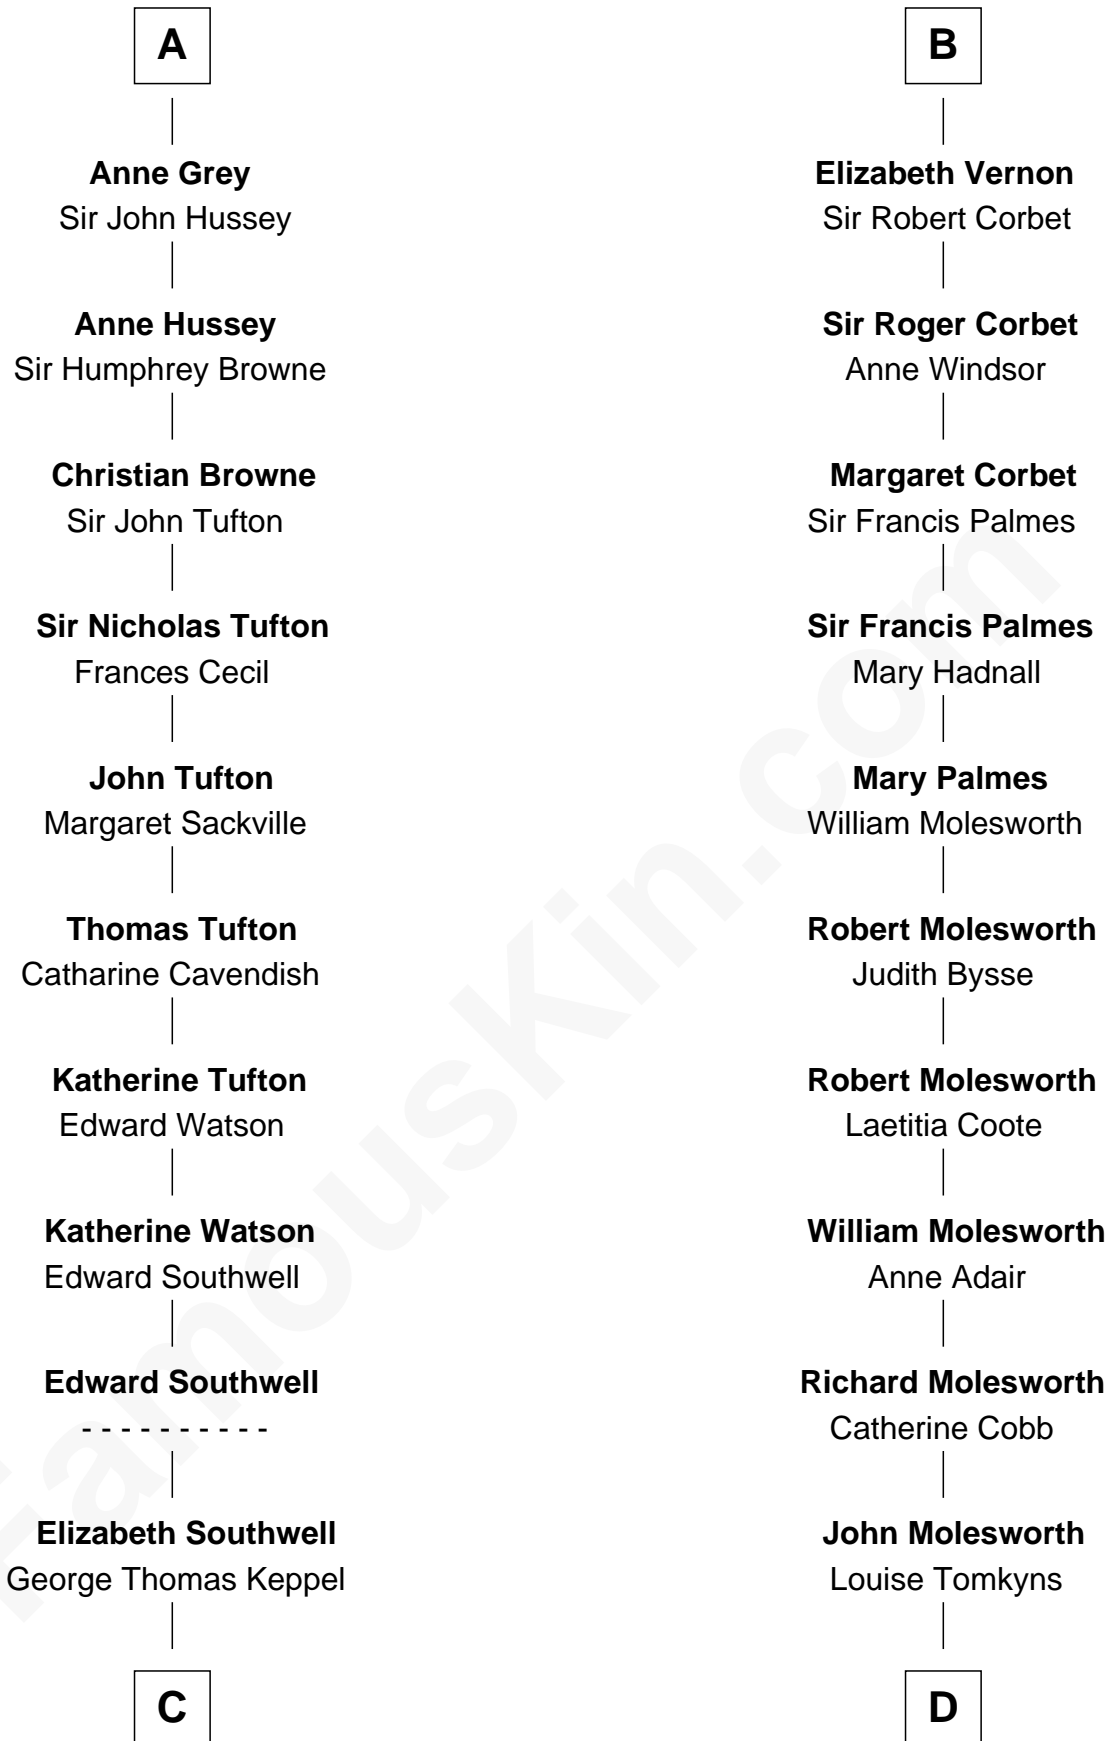 A
Anne Grey
Sir John Hussey
Anne Hussey
Sir Humphrey Browne
Christian Browne
Sir John Tufton
Sir Nicholas Tufton
Frances Cecil
John Tufton
Margaret Sackville
Thomas Tufton
Catharine Cavendish
Katherine Tufton
Edward Watson
Katherine Watson
Edward Southwell
Edward Southwell
- - - - - - - - - -
Elizabeth Southwell
George Thomas Keppel
C
B
Elizabeth Vernon
Sir Robert Corbet
Sir Roger Corbet
Anne Windsor
Margaret Corbet
Sir Francis Palmes
Sir Francis Palmes
Mary Hadnall
Mary Palmes
William Molesworth
Robert Molesworth
Judith Bysse
Robert Molesworth
Laetitia Coote
William Molesworth
Anne Adair
Richard Molesworth
Catherine Cobb
John Molesworth
Louise Tomkyns
D
FamousKin.com